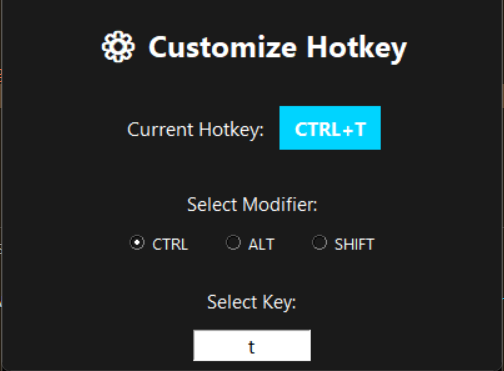 Customize Hotkey
Current Hotkey: CTRL+T
Select Modifier:
CTRL ALT SHIFT
Select Key:
t